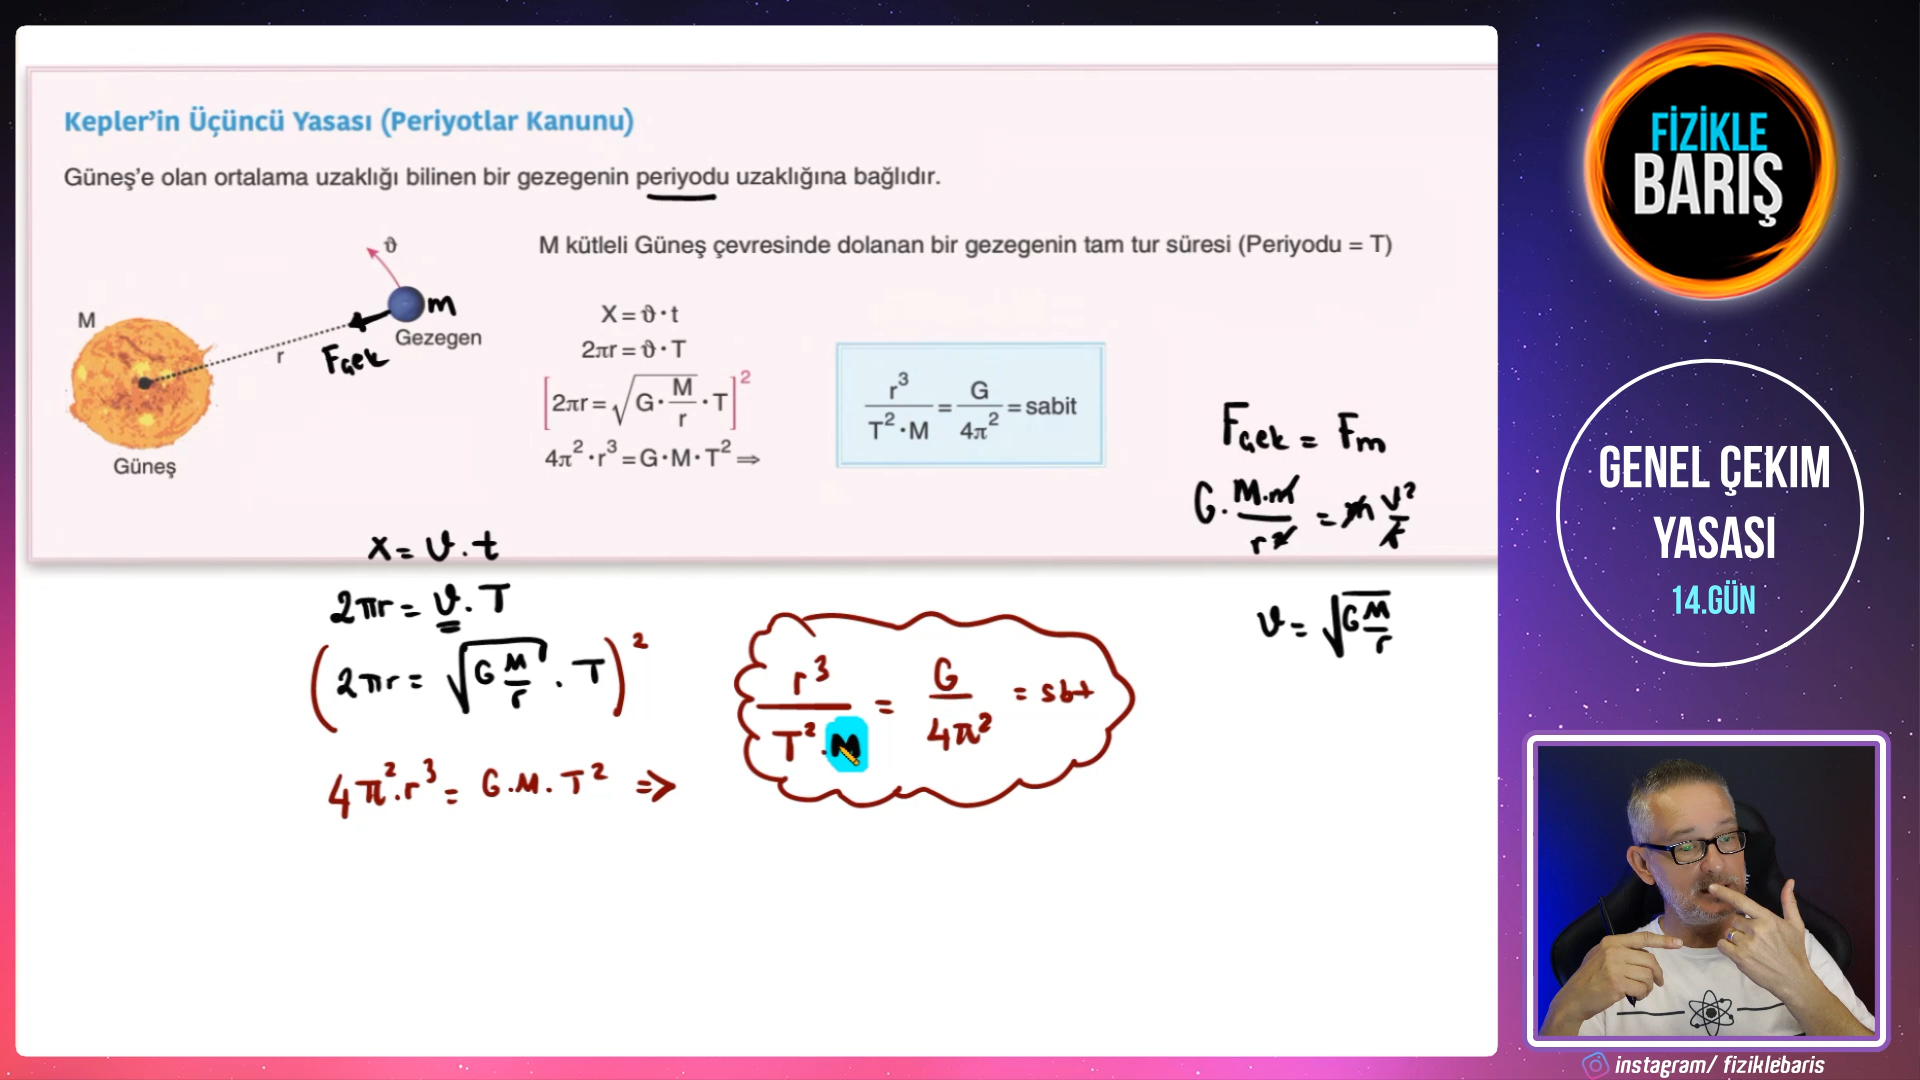 Kepler'in Üçüncü Yasası (Periyotlar Kanunu)
Güneş'e olan ortalama uzaklığı bilinen bir gezegenin periyodu uzaklığına bağlıdır.
M kütleli Güneş çevresinde dolanan bir gezegenin tam tur süresi (Periyodu = T)
M
r
ϑ
m
Gezegen
Fçek
Güneş
X = ϑ · t
2πr = ϑ · T
[2πr = √(G · M/r) · T]²
4π² · r³ = G · M · T² ⇒
r³/(T² · M) = G/(4π²) = sabit
Fçek = Fm
G · M.m/r² = m v²/r
v = √(G M/r)
x = v . t
2πr = v . T
(2πr = √(G M/r) . T)²
4π² . r³ = G . M . T² ⇒
r³/(T² . M) = G/(4π²) = sbt
FİZİKLE
BARIŞ
GENEL ÇEKIM
YASASI
14.GÜN
instagram/ fiziklebaris